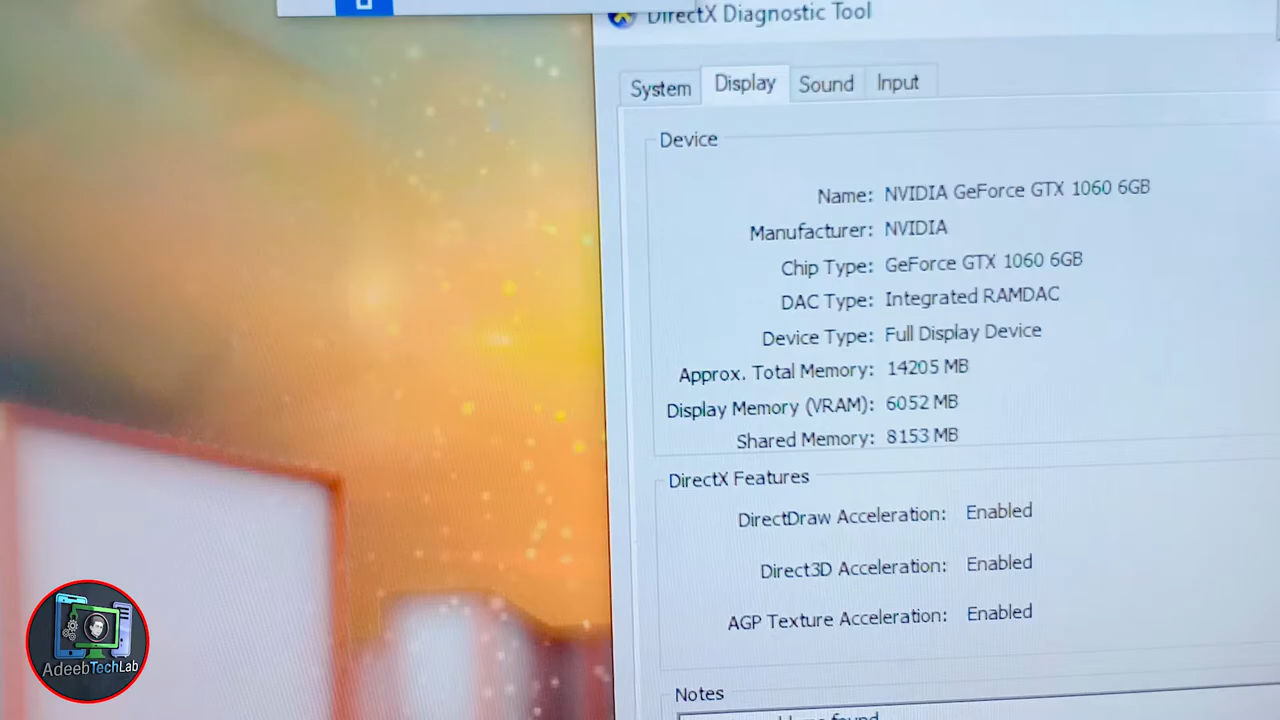 DirectX Diagnostic Tool
System Display Sound Input
Device
Name: NVIDIA GeForce GTX 1060 6GB
Manufacturer: NVIDIA
Chip Type: GeForce GTX 1060 6GB
DAC Type: Integrated RAMDAC
Device Type: Full Display Device
Approx. Total Memory: 14205 MB
Display Memory (VRAM): 6052 MB
Shared Memory: 8153 MB
DirectX Features
DirectDraw Acceleration: Enabled
Direct3D Acceleration: Enabled
AGP Texture Acceleration: Enabled
Notes
found
AdeebTechLab